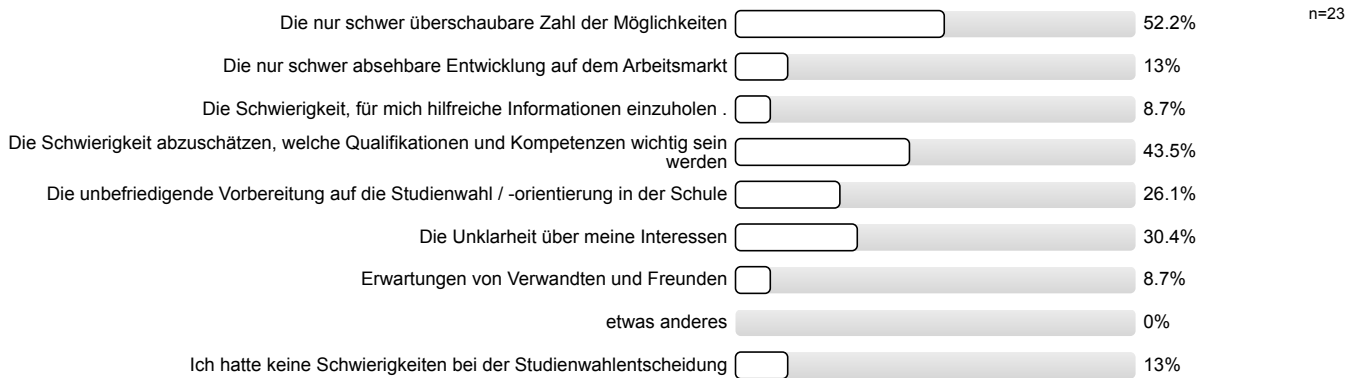 Die nur schwer überschaubare Zahl der Möglichkeiten 52.2% n=23
Die nur schwer absehbare Entwicklung auf dem Arbeitsmarkt 13%
Die Schwierigkeit, für mich hilfreiche Informationen einzuholen . 8.7%
Die Schwierigkeit abzuschätzen, welche Qualifikationen und Kompetenzen wichtig sein
werden 43.5%
Die unbefriedigende Vorbereitung auf die Studienwahl / -orientierung in der Schule 26.1%
Die Unklarheit über meine Interessen 30.4%
Erwartungen von Verwandten und Freunden 8.7%
etwas anderes 0%
Ich hatte keine Schwierigkeiten bei der Studienwahlentscheidung 13%